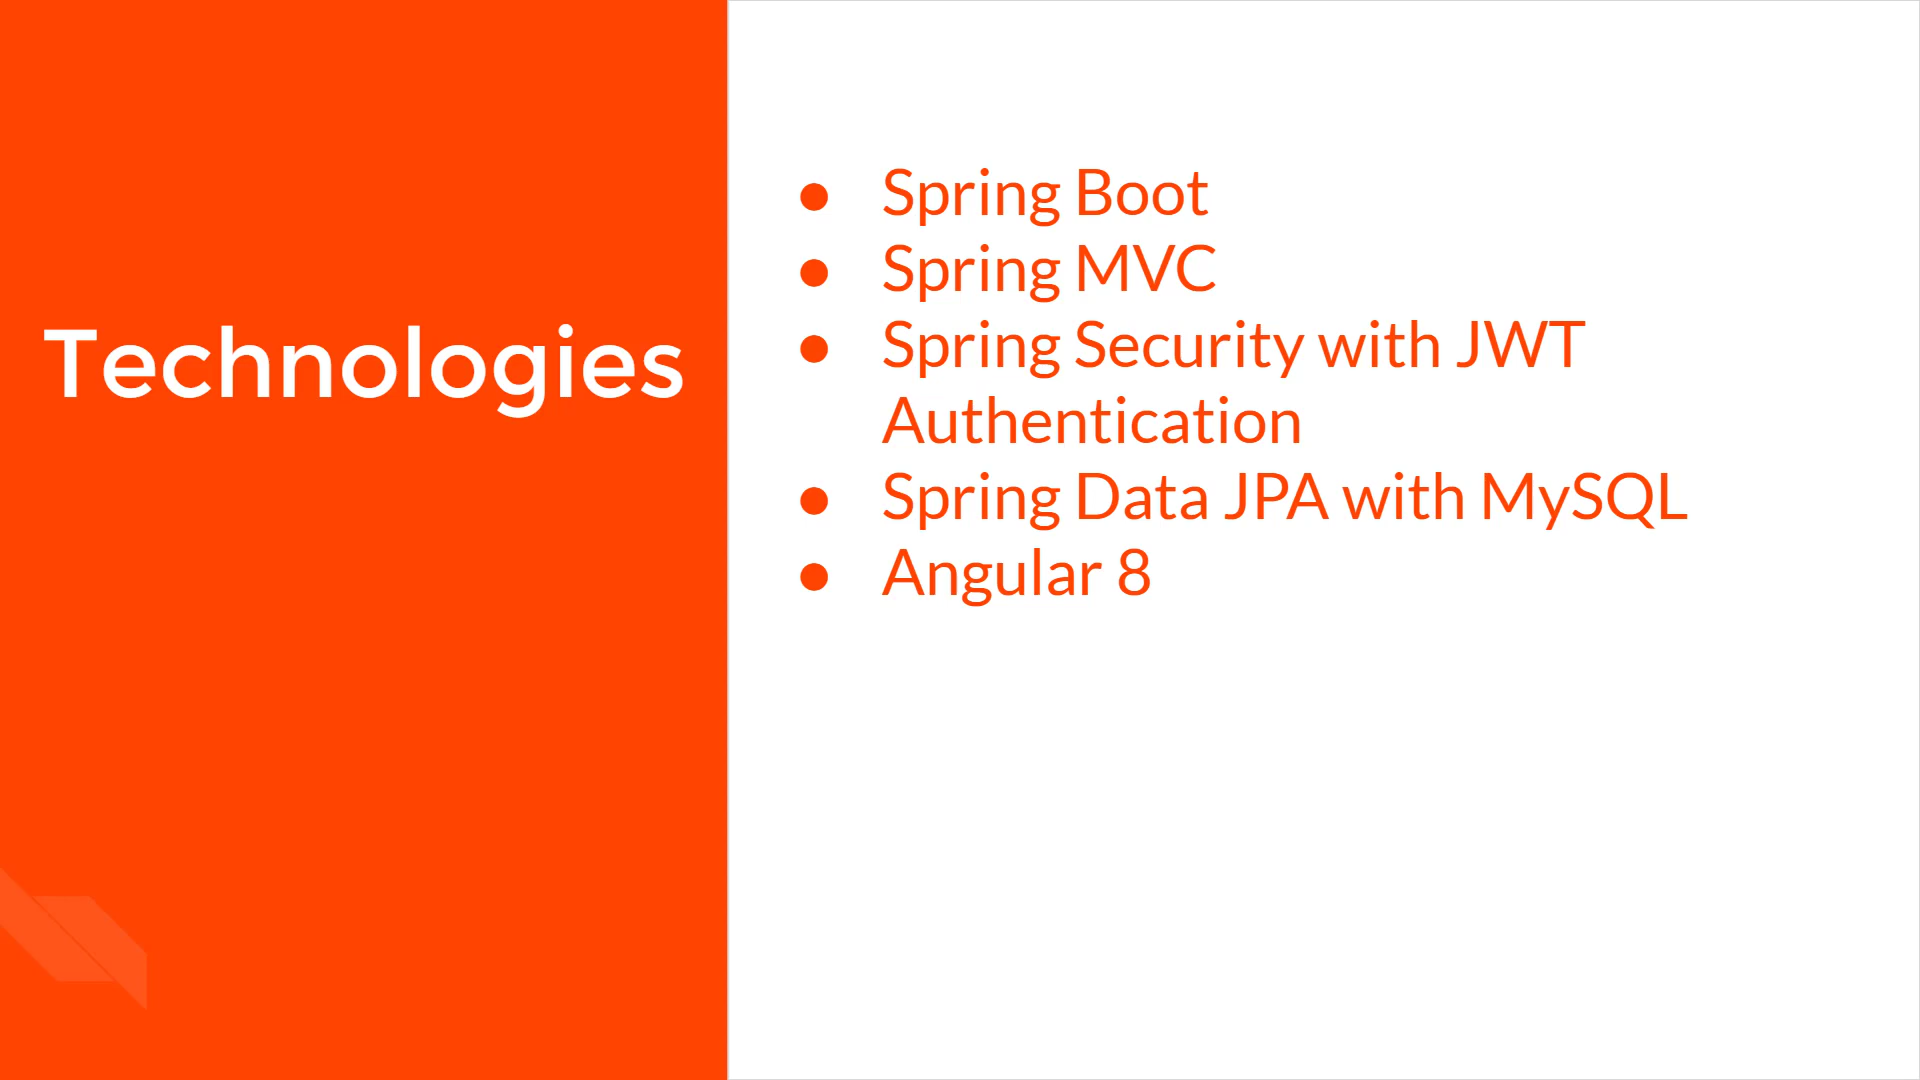 Technologies
● Spring Boot
● Spring MVC
● Spring Security with JWT
Authentication
● Spring Data JPA with MySQL
● Angular 8